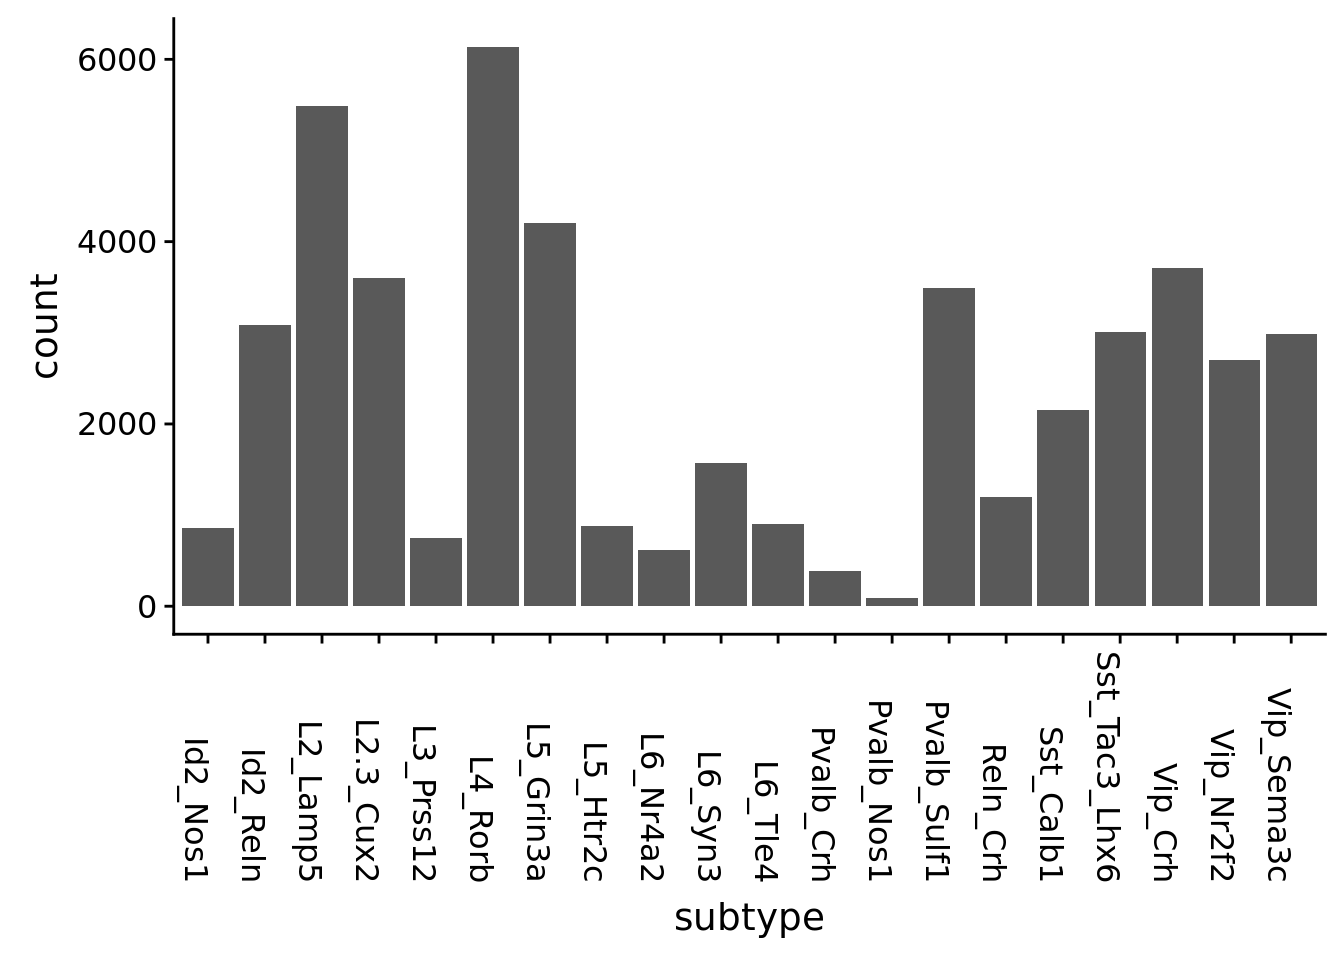 count
6000
4000
2000
0
Id2_Nos1
Id2_Reln
L2_Lamp5
L2.3_Cux2
L3_Prss12
L4_Rorb
L5_Grin3a
L5_Htr2c
L6_Nr4a2
L6_Syn3
L6_Tle4
Pvalb_Crh
Pvalb_Nos1
Pvalb_Sulf1
Reln_Crh
Sst_Calb1
Sst_Tac3_Lhx6
Vip_Crh
Vip_Nr2f2
Vip_Sema3c
subtype